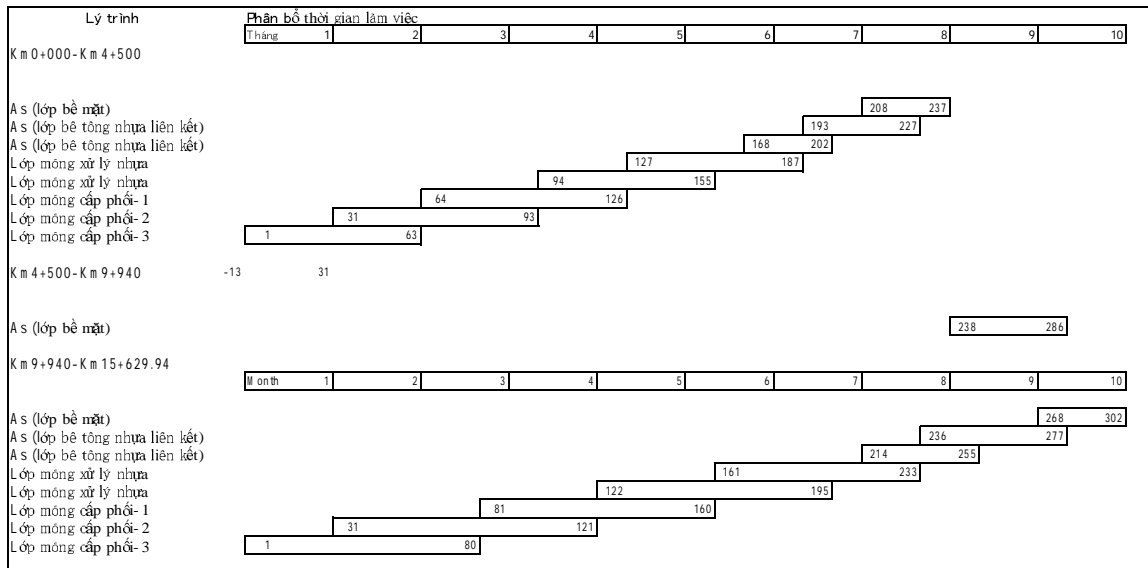 Lý trình Phân bổ thời gian làm việc
Tháng 1 2 3 4 5 6 7 8 9 10
Km0+000-Km4+500
As (lớp bề mặt) 208 237
As (lớp bê tông nhựa liên kết) 193 227
As (lớp bê tông nhựa liên kết) 168 202
Lớp móng xử lý nhựa 127 187
Lớp móng xử lý nhựa 94 155
Lớp móng cấp phối-1 64 126
Lớp móng cấp phối-2 31 93
Lớp móng cấp phối-3 1 63
Km4+500-Km9+940 -13 31
As (lớp bề mặt) 238 286
Km9+940-Km15+629.94
Month 1 2 3 4 5 6 7 8 9 10
As (lớp bề mặt) 268 302
As (lớp bê tông nhựa liên kết) 236 277
As (lớp bê tông nhựa liên kết) 214 255
Lớp móng xử lý nhựa 161 233
Lớp móng xử lý nhựa 122 195
Lớp móng cấp phối-1 81 160
Lớp móng cấp phối-2 31 121
Lớp móng cấp phối-3 1 80